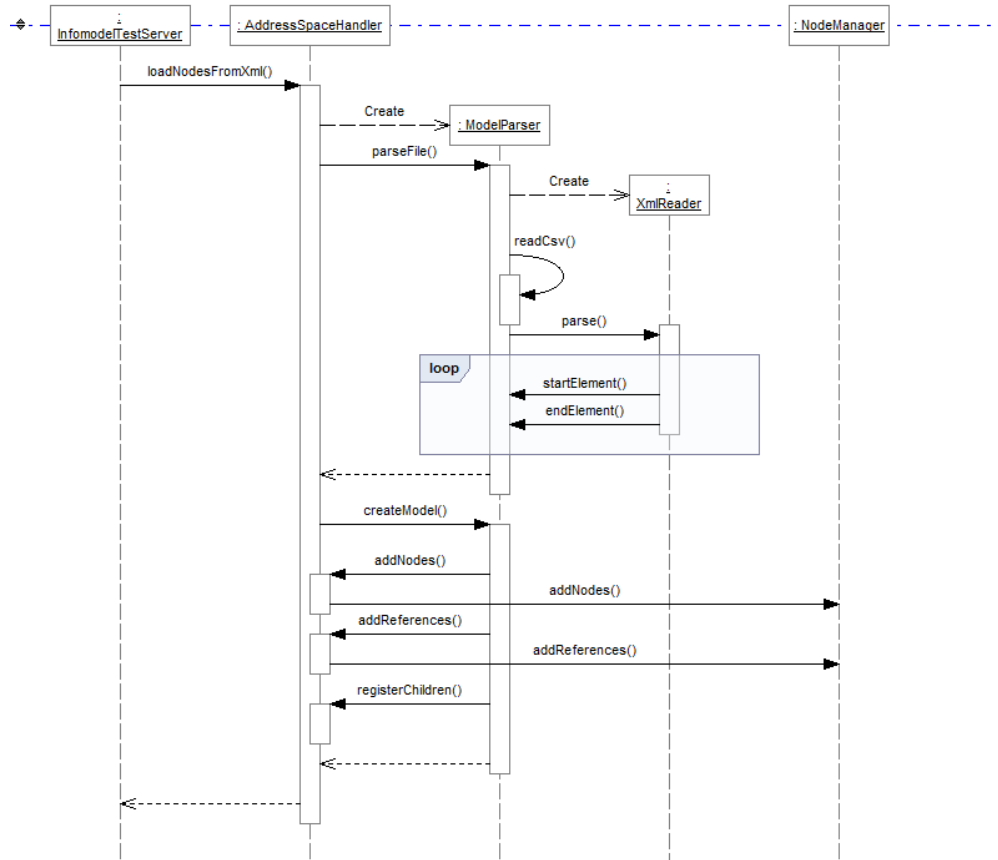 :
InfomodelTestServer
: AddressSpaceHandler
: NodeManager
loadNodesFromXml()
Create
: ModelParser
parseFile()
Create
:
XmlReader
readCsv()
parse()
loop
startElement()
endElement()
createModel()
addNodes()
addNodes()
addReferences()
addReferences()
registerChildren()